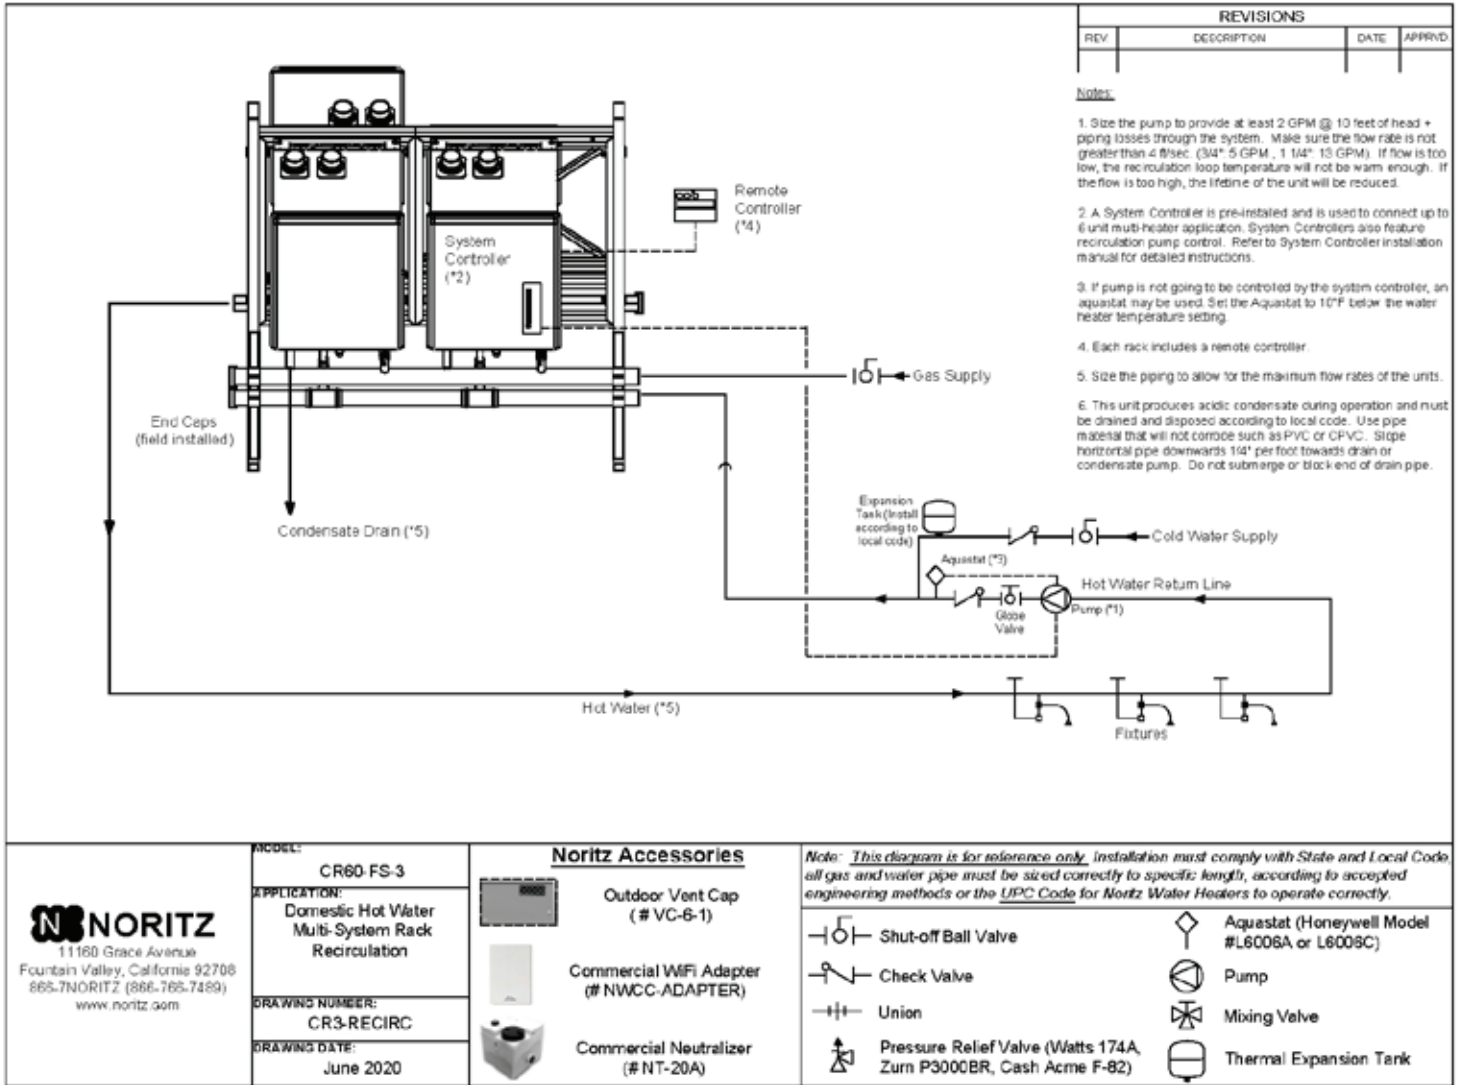 REVISIONS
REV DESCRIPTION DATE APPRVD
Notes:
1. Size the pump to provide at least 2 GPM @ 10 feet of head +
piping losses through the system. Make sure the flow rate is not
greater than 4 ft/sec. (3/4": 5 GPM , 1 1/4": 13 GPM). If flow is too
low, the recirculation loop temperature will not be warm enough. If
the flow is too high, the lifetime of the unit will be reduced.
2. A System Controller is pre-installed and is used to connect up to
6 unit multi-heater application. System Controllers also feature
recirculation pump control. Refer to System Controller installation
manual for detailed instructions.
3. If pump is not going to be controlled by the system controller, an
aquastat may be used. Set the Aquastat to 10°F below the water
heater temperature setting.
4. Each rack includes a remote controller.
5. Size the piping to allow for the maximum flow rates of the units.
6. This unit produces acidic condensate during operation and must
be drained and disposed according to local code. Use pipe
material that will not corrode such as PVC or CPVC. Slope
horizontal pipe downwards 1/4" per foot towards drain or
condensate pump. Do not submerge or block end of drain pipe.
Remote
Controller
(*4)
System
Controller
(*2)
Gas Supply
End Caps
(field installed)
Condensate Drain (*5)
Expansion
Tank (Install
according to
local code)
Cold Water Supply
Aquastat (*3)
Hot Water Return Line
Pump (*1)
Globe
Valve
Hot Water (*5)
Fixtures
N NORITZ
11160 Grace Avenue
Fountain Valley, California 92708
866-7NORITZ (866-766-7489)
www.noritz.com
MODEL:
CR60-FS-3
APPLICATION:
Domestic Hot Water
Multi-System Rack
Recirculation
DRAWING NUMBER:
CR3-RECIRC
DRAWING DATE:
June 2020
Noritz Accessories
Outdoor Vent Cap
(# VC-6-1)
Commercial WiFi Adapter
(# NWCC-ADAPTER)
Commercial Neutralizer
(# NT-20A)
Note: This diagram is for reference only. Installation must comply with State and Local Code,
all gas and water pipe must be sized correctly to specific length, according to accepted
engineering methods or the UPC Code for Noritz Water Heaters to operate correctly.
Shut-off Ball Valve
Check Valve
Union
Pressure Relief Valve (Watts 174A,
Zurn P3000BR, Cash Acme F-82)
Aquastat (Honeywell Model
#L6006A or L6006C)
Pump
Mixing Valve
Thermal Expansion Tank